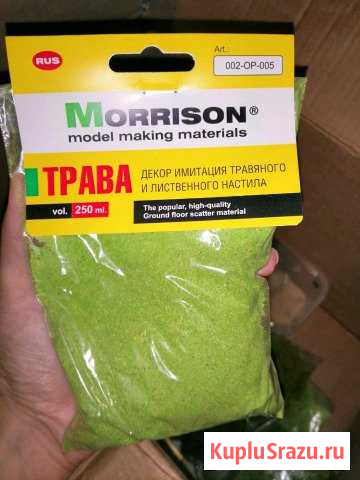 RUS
Art.:
002-OP-005
MORRISON®
model making materials
ТРАВА
ДЕКОР ИМИТАЦИЯ ТРАВЯНОГО
И ЛИСТВЕННОГО НАСТИЛА
vol. 250 ml.
The popular, high-quality
Ground floor scatter material
KupluSrazu.ru